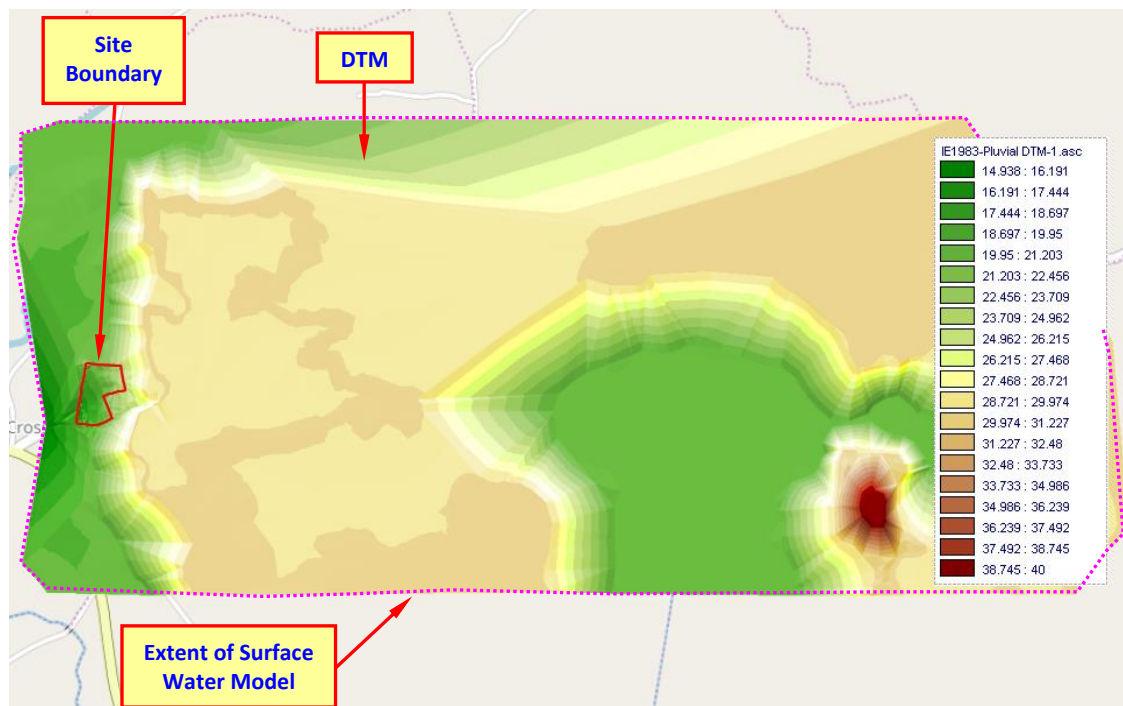 Site
Boundary
DTM
IE1983-Pluvial DTM-1.asc
14.938 : 16.191
16.191 : 17.444
17.444 : 18.697
18.697 : 19.95
19.95 : 21.203
21.203 : 22.456
22.456 : 23.709
23.709 : 24.962
24.962 : 26.215
26.215 : 27.468
27.468 : 28.721
28.721 : 29.974
29.974 : 31.227
31.227 : 32.48
32.48 : 33.733
33.733 : 34.986
34.986 : 36.239
36.239 : 37.492
37.492 : 38.745
38.745 : 40
Cros
Extent of Surface
Water Model